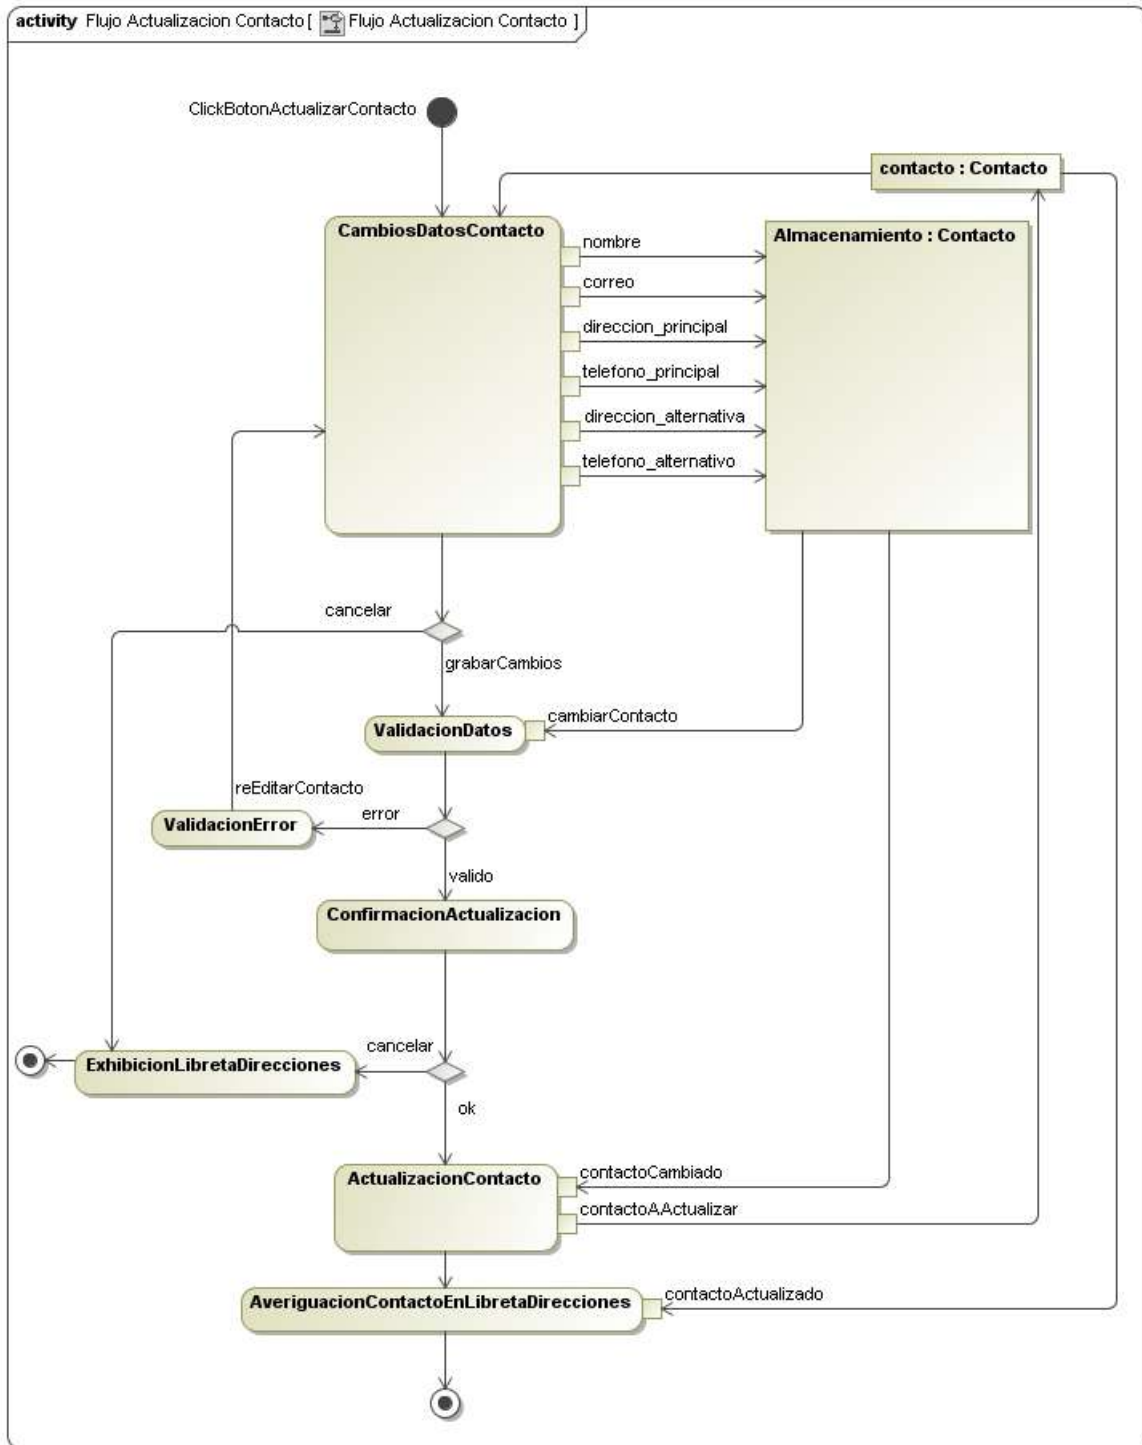 activity Flujo Actualizacion Contacto [ Flujo Actualizacion Contacto ]
ClickBotonActualizarContacto
contacto : Contacto
CambiosDatosContacto
Almacenamiento : Contacto
nombre
correo
direccion_principal
telefono_principal
direccion_alternativa
telefono_alternativo
cancelar
grabarCambios
ValidacionDatos
cambiarContacto
reEditarContacto
ValidacionError
error
valido
ConfirmacionActualizacion
cancelar
ExhibicionLibretaDirecciones
ok
ActualizacionContacto
contactoCambiado
contactoAActualizar
AveriguacionContactoEnLibretaDirecciones
contactoActualizado